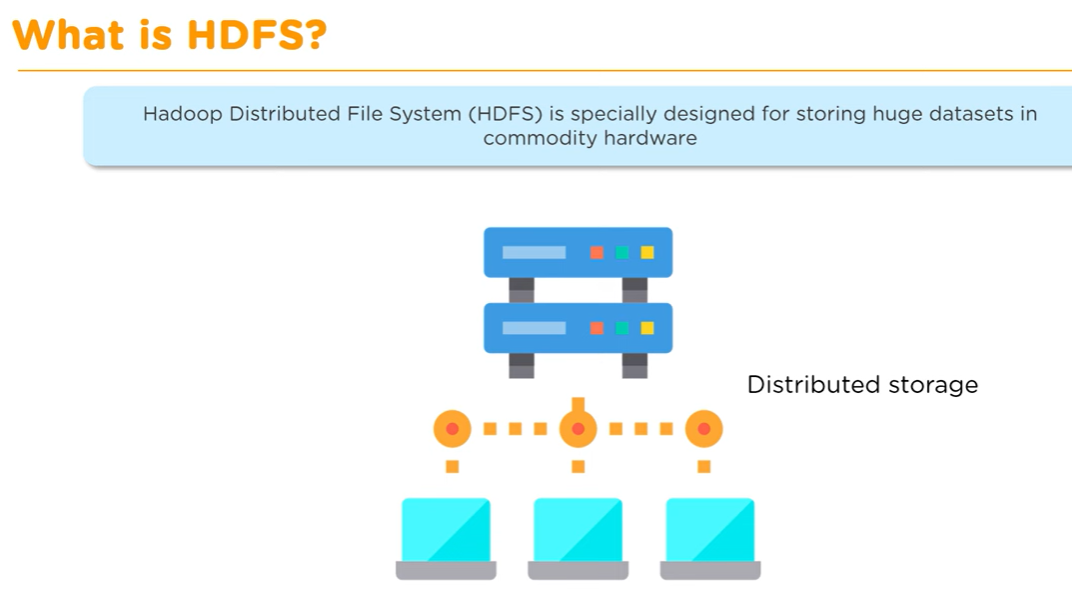 What is HDFS?
Hadoop Distributed File System (HDFS) is specially designed for storing huge datasets in
commodity hardware
Distributed storage